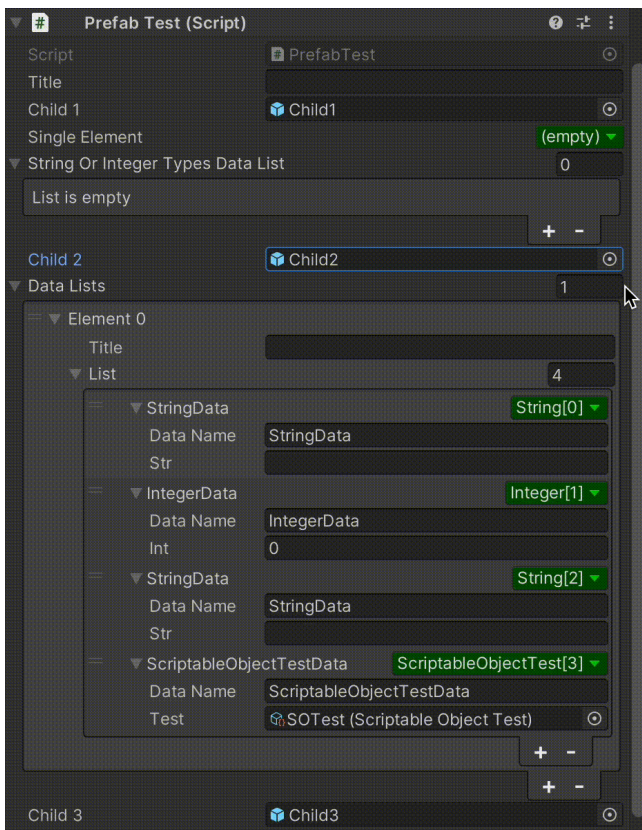 Prefab Test (Script)
Script PrefabTest
Title
Child 1 Child1
Single Element (empty)
String Or Integer Types Data List 0
List is empty
+ -
Child 2 Child2
Data Lists 1
Element 0
Title
List 4
StringData String[0]
Data Name StringData
Str
IntegerData Integer[1]
Data Name IntegerData
Int 0
StringData String[2]
Data Name StringData
Str
ScriptableObjectTestData ScriptableObjectTest[3]
Data Name ScriptableObjectTestData
Test SOTest (Scriptable Object Test)
+ -
+ -
Child 3 Child3